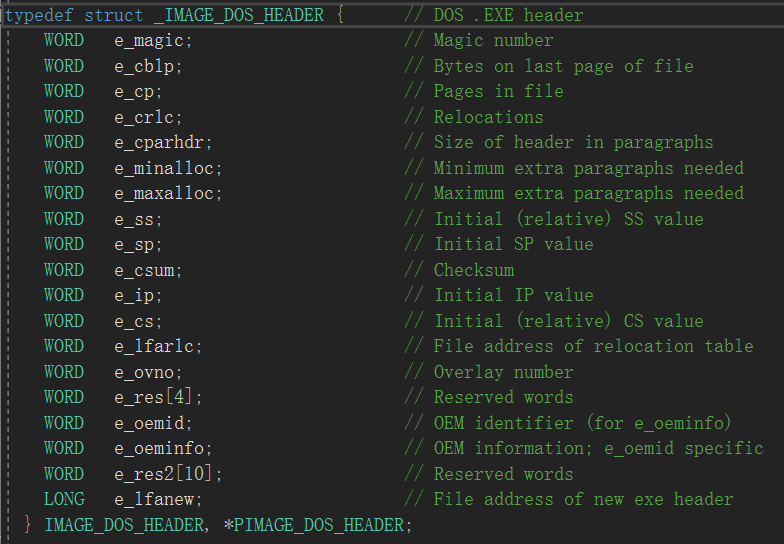 typedef struct _IMAGE_DOS_HEADER {      // DOS .EXE header
    WORD   e_magic;                     // Magic number
    WORD   e_cblp;                      // Bytes on last page of file
    WORD   e_cp;                        // Pages in file
    WORD   e_crlc;                      // Relocations
    WORD   e_cparhdr;                   // Size of header in paragraphs
    WORD   e_minalloc;                  // Minimum extra paragraphs needed
    WORD   e_maxalloc;                  // Maximum extra paragraphs needed
    WORD   e_ss;                        // Initial (relative) SS value
    WORD   e_sp;                        // Initial SP value
    WORD   e_csum;                      // Checksum
    WORD   e_ip;                        // Initial IP value
    WORD   e_cs;                        // Initial (relative) CS value
    WORD   e_lfarlc;                    // File address of relocation table
    WORD   e_ovno;                      // Overlay number
    WORD   e_res[4];                    // Reserved words
    WORD   e_oemid;                     // OEM identifier (for e_oeminfo)
    WORD   e_oeminfo;                   // OEM information; e_oemid specific
    WORD   e_res2[10];                  // Reserved words
    LONG   e_lfanew;                    // File address of new exe header
  } IMAGE_DOS_HEADER, *PIMAGE_DOS_HEADER;